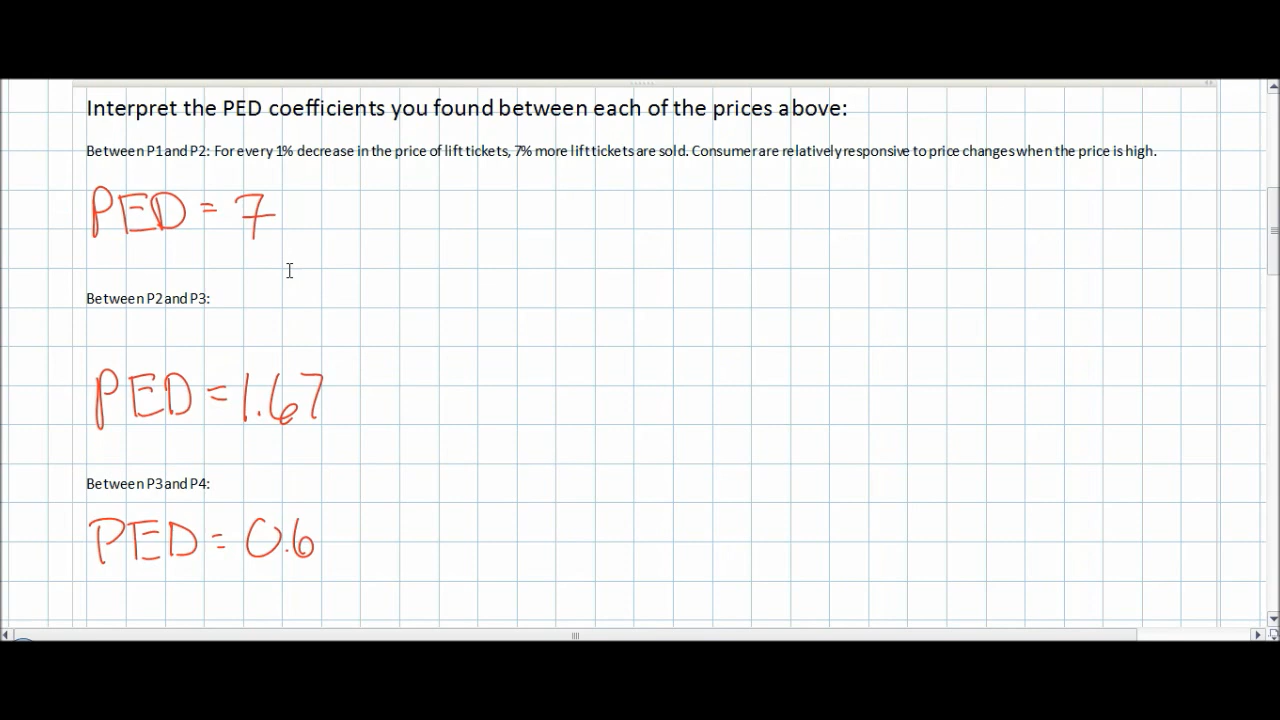 Interpret the PED coefficients you found between each of the prices above:
Between P1 and P2: For every 1% decrease in the price of lift tickets, 7% more lift tickets are sold. Consumer are relatively responsive to price changes when the price is high.
PED = 7
Between P2 and P3:
PED = 1.67
Between P3 and P4:
PED = 0.6